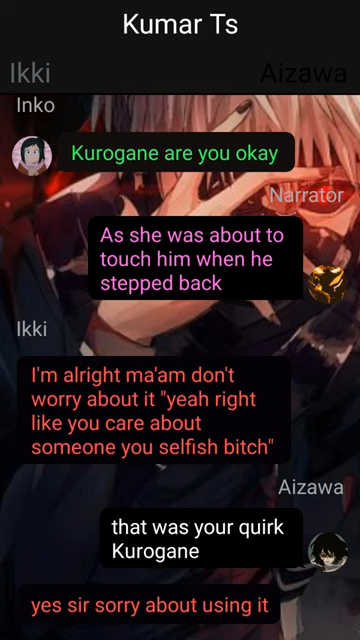 Kumar Ts
Ikki
Aizawa
Inko
Kurogane are you okay
Narrator
As she was about to
touch him when he
stepped back
Ikki
I'm alright ma'am don't
worry about it "yeah right
like you care about
someone you selfish bitch"
Aizawa
that was your quirk
Kurogane
yes sir sorry about using it